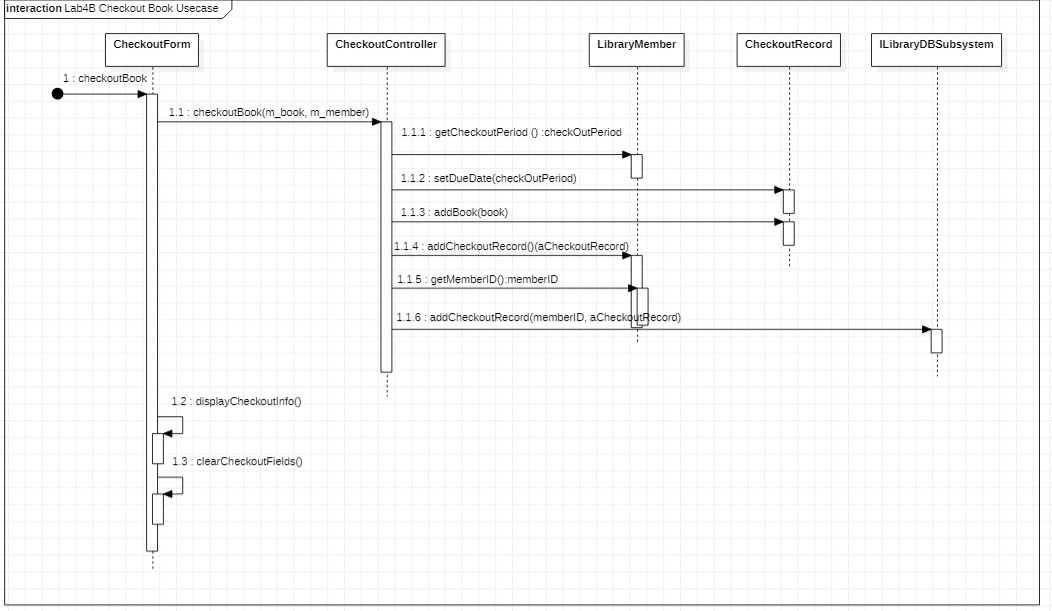 interaction Lab4B Checkout Book Usecase
CheckoutForm
CheckoutController
LibraryMember
CheckoutRecord
ILibraryDBSubsystem
1 : checkoutBook
1.1 : checkoutBook(m_book, m_member)
1.1.1 : getCheckoutPeriod () :checkOutPeriod
1.1.2 : setDueDate(checkOutPeriod)
1.1.3 : addBook(book)
1.1.4 : addCheckoutRecord()(aCheckoutRecord)
1.1.5 : getMemberID():memberID
1.1.6 : addCheckoutRecord(memberID, aCheckoutRecord)
1.2 : displayCheckoutInfo()
1.3 : clearCheckoutFields()